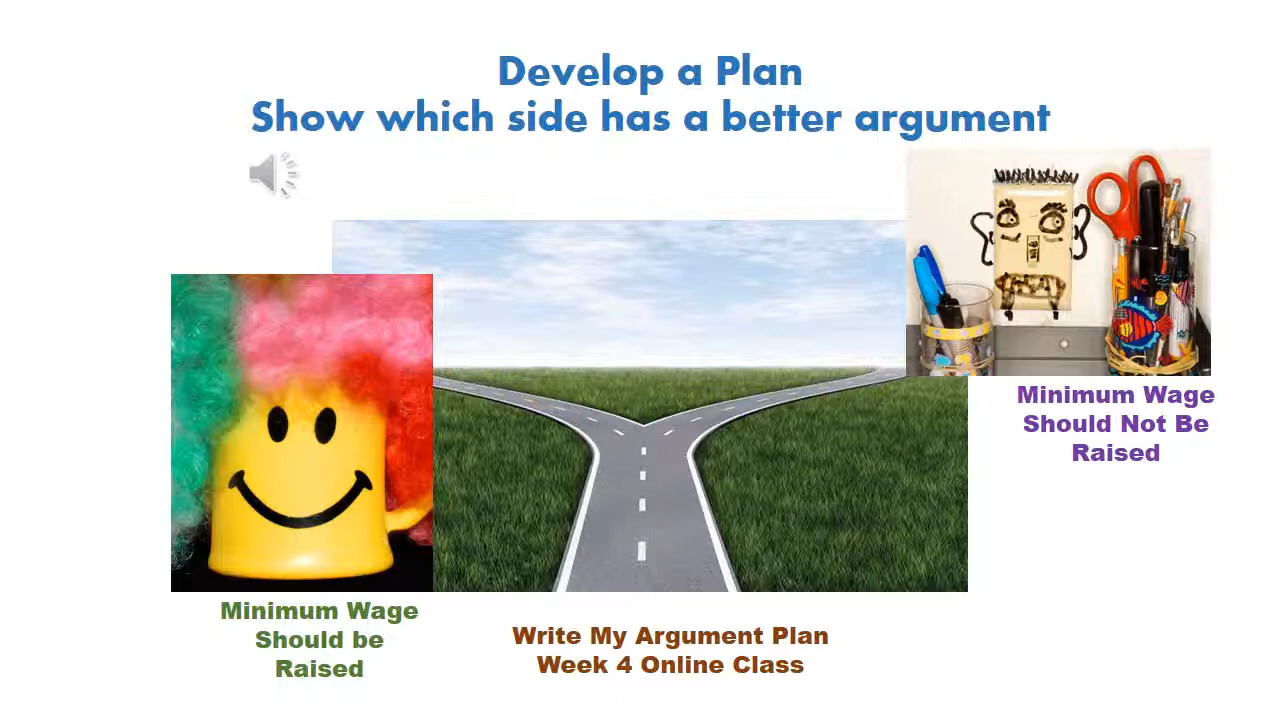 Develop a Plan
Show which side has a better argument
Minimum Wage
Should Not Be
Raised
Minimum Wage
Should be
Raised
Write My Argument Plan
Week 4 Online Class